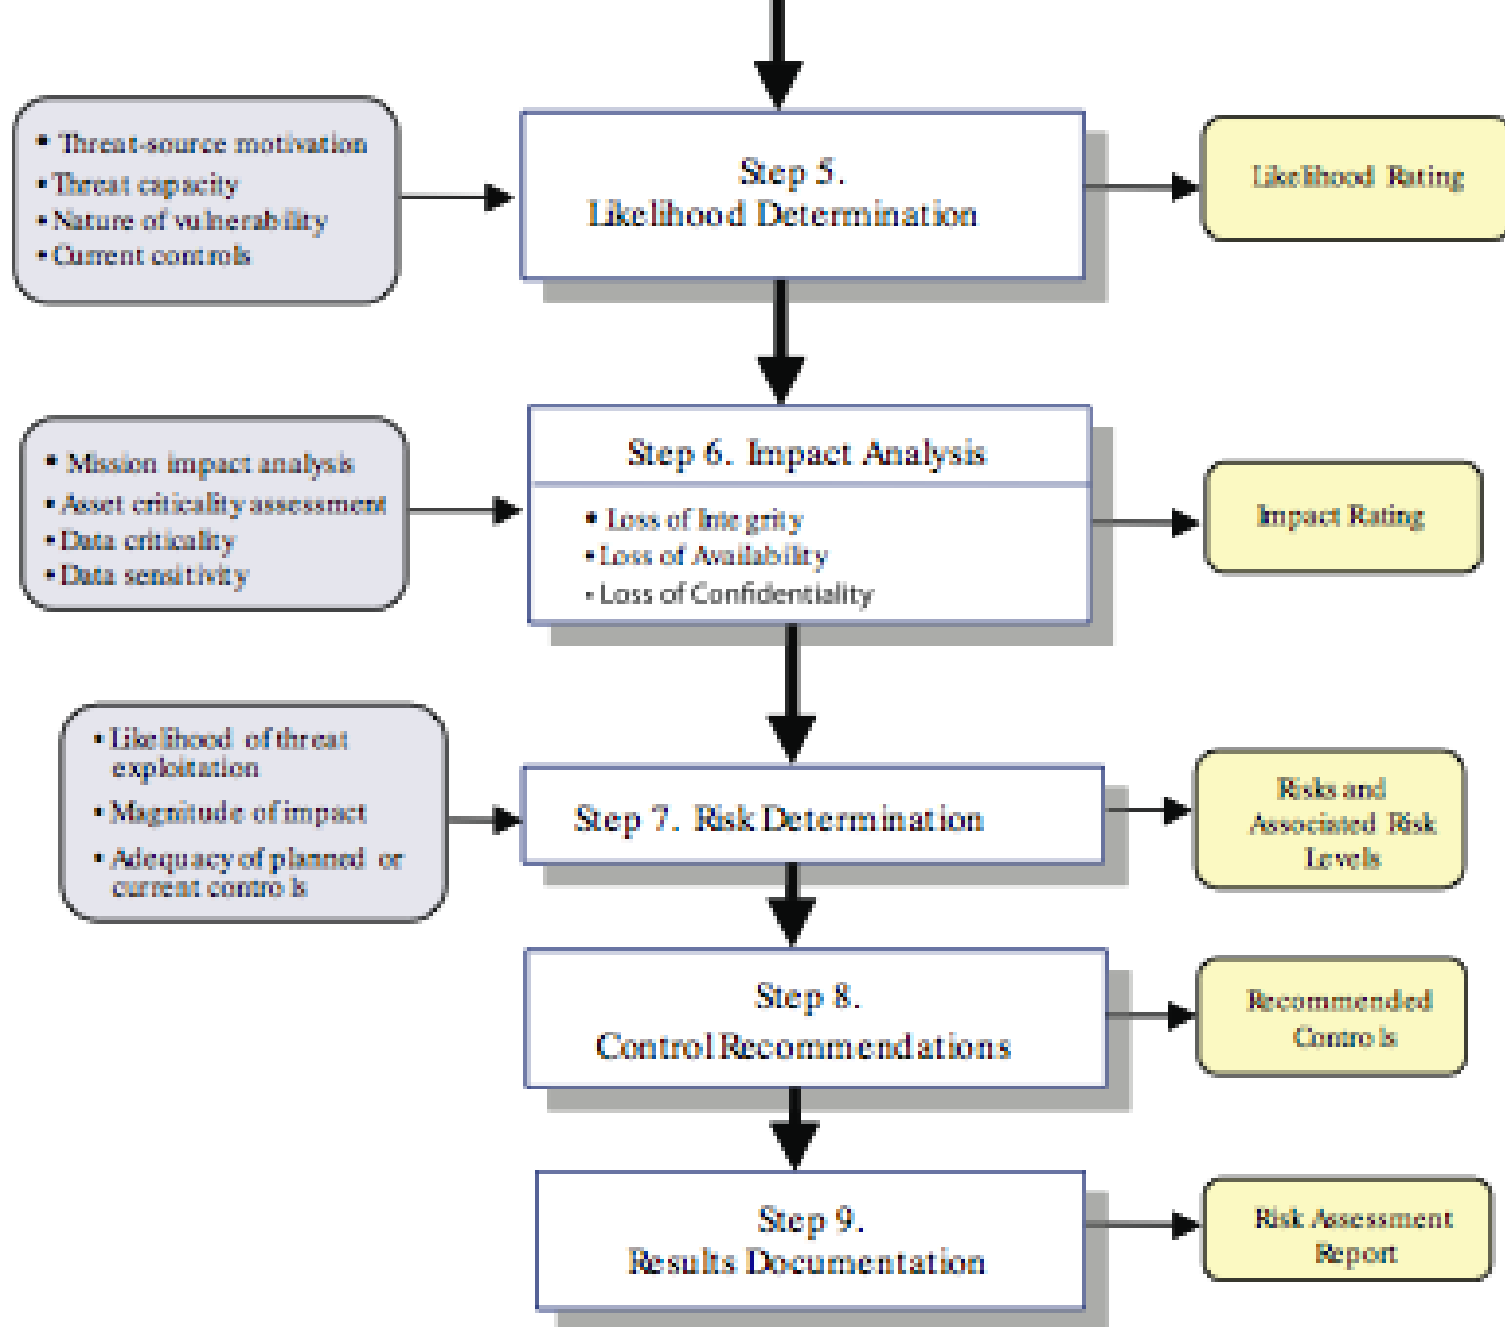 • Threat-source motivation
• Threat capacity
• Nature of vulnerability
• Current controls
Step 5.
Likelihood Determination
Likelihood Rating
• Mission impact analysis
• Asset criticality assessment
• Data criticality
• Data sensitivity
Step 6. Impact Analysis
• Loss of Integrity
• Loss of Availability
• Loss of Confidentiality
Impact Rating
• Likelihood of threat
exploitation
• Magnitude of impact
• Adequacy of planned or
current controls
Step 7. Risk Determination
Risks and
Associated Risk
Levels
Step 8.
Control Recommendations
Recommended
Controls
Step 9.
Results Documentation
Risk Assessment
Report